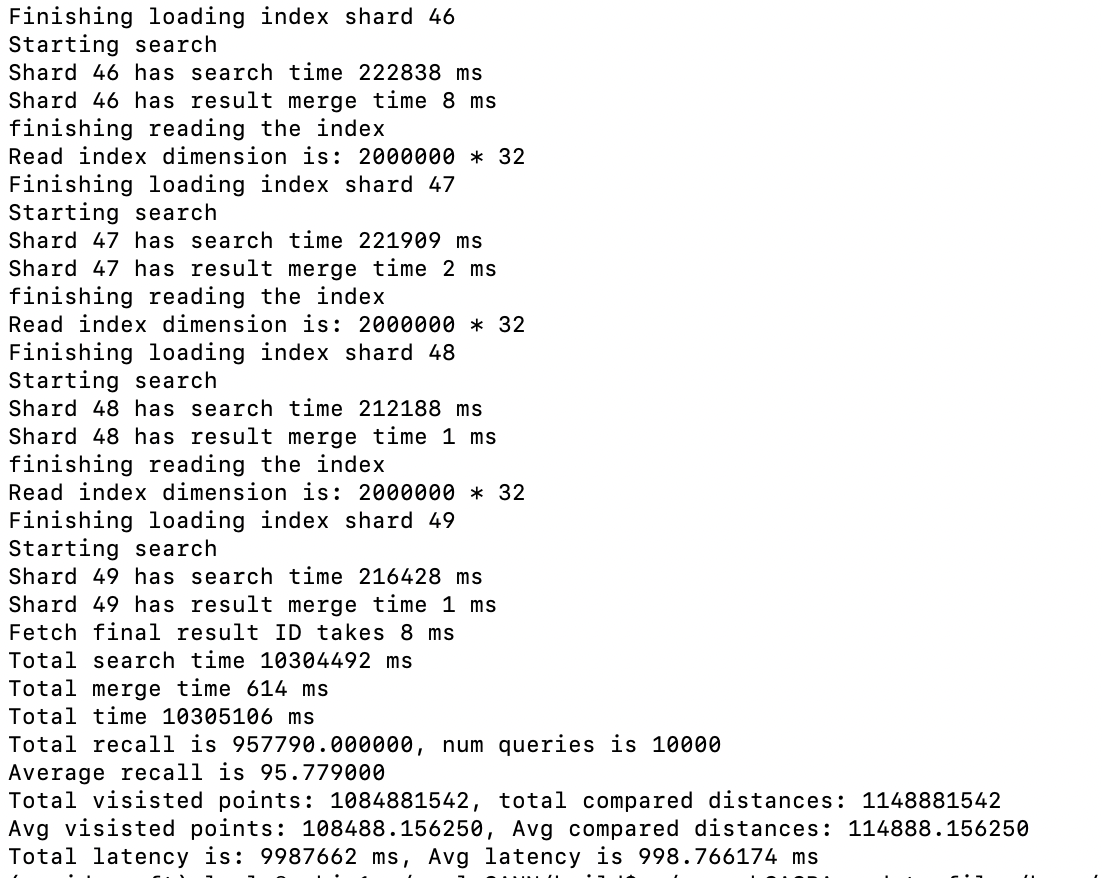 Finishing loading index shard 46
Starting search
Shard 46 has search time 222838 ms
Shard 46 has result merge time 8 ms
finishing reading the index
Read index dimension is: 2000000 * 32
Finishing loading index shard 47
Starting search
Shard 47 has search time 221909 ms
Shard 47 has result merge time 2 ms
finishing reading the index
Read index dimension is: 2000000 * 32
Finishing loading index shard 48
Starting search
Shard 48 has search time 212188 ms
Shard 48 has result merge time 1 ms
finishing reading the index
Read index dimension is: 2000000 * 32
Finishing loading index shard 49
Starting search
Shard 49 has search time 216428 ms
Shard 49 has result merge time 1 ms
Fetch final result ID takes 8 ms
Total search time 10304492 ms
Total merge time 614 ms
Total time 10305106 ms
Total recall is 957790.000000, num queries is 10000
Average recall is 95.779000
Total visisted points: 1084881542, total compared distances: 1148881542
Avg visisted points: 108488.156250, Avg compared distances: 114888.156250
Total latency is: 9987662 ms, Avg latency is 998.766174 ms